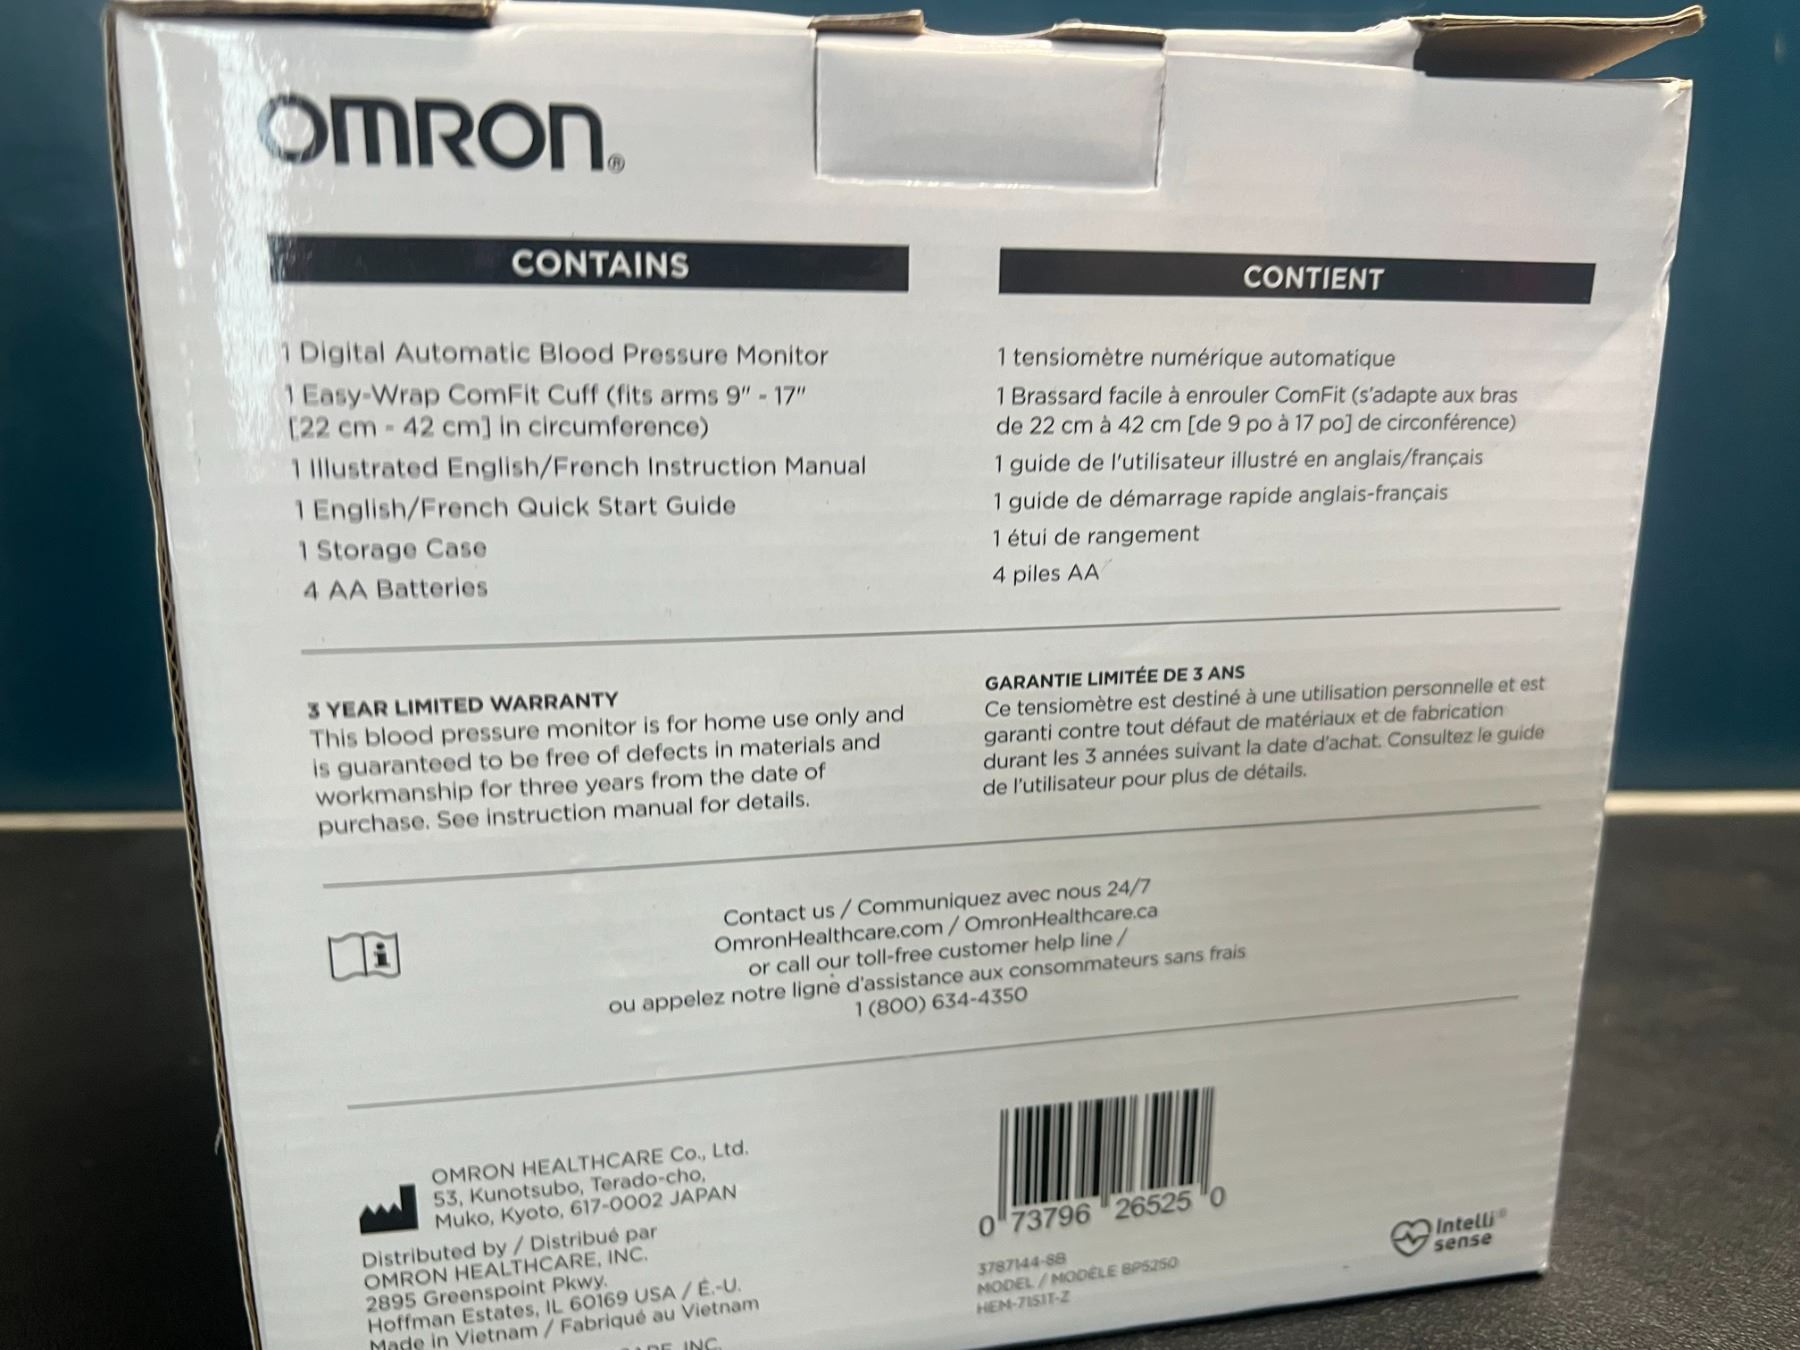 OMRON®
CONTAINS
1 Digital Automatic Blood Pressure Monitor
1 Easy-Wrap ComFit Cuff (fits arms 9" - 17"
[22 cm - 42 cm] in circumference)
1 Illustrated English/French Instruction Manual
1 English/French Quick Start Guide
1 Storage Case
4 AA Batteries
CONTIENT
1 tensiomètre numérique automatique
1 Brassard facile à enrouler ComFit (s'adapte aux bras
de 22 cm à 42 cm [de 9 po à 17 po] de circonférence)
1 guide de l'utilisateur illustré en anglais/français
1 guide de démarrage rapide anglais-français
1 étui de rangement
4 piles AA
3 YEAR LIMITED WARRANTY
This blood pressure monitor is for home use only and
is guaranteed to be free of defects in materials and
workmanship for three years from the date of
purchase. See instruction manual for details.
GARANTIE LIMITÉE DE 3 ANS
Ce tensiomètre est destiné à une utilisation personnelle et est
garanti contre tout défaut de matériaux et de fabrication
durant les 3 années suivant la date d'achat. Consultez le guide
de l'utilisateur pour plus de détails.
Contact us / Communiquez avec nous 24/7
OmronHealthcare.com / OmronHealthcare.ca
or call our toll-free customer help line /
ou appelez notre ligne d'assistance aux consommateurs sans frais
1 (800) 634-4350
OMRON HEALTHCARE Co., Ltd.
53, Kunotsubo, Terado-cho,
Muko, Kyoto, 617-0002 JAPAN
Distributed by / Distribué par
OMRON HEALTHCARE, INC.
2895 Greenspoint Pkwy.
Hoffman Estates, IL 60169 USA / É.-U.
Made in Vietnam / Fabriqué au Vietnam
INC.
0 73796 26525 0
3787144-8B
MODEL / MODÈLE BP5250
HEM-7151T-Z
Intelli®
sense